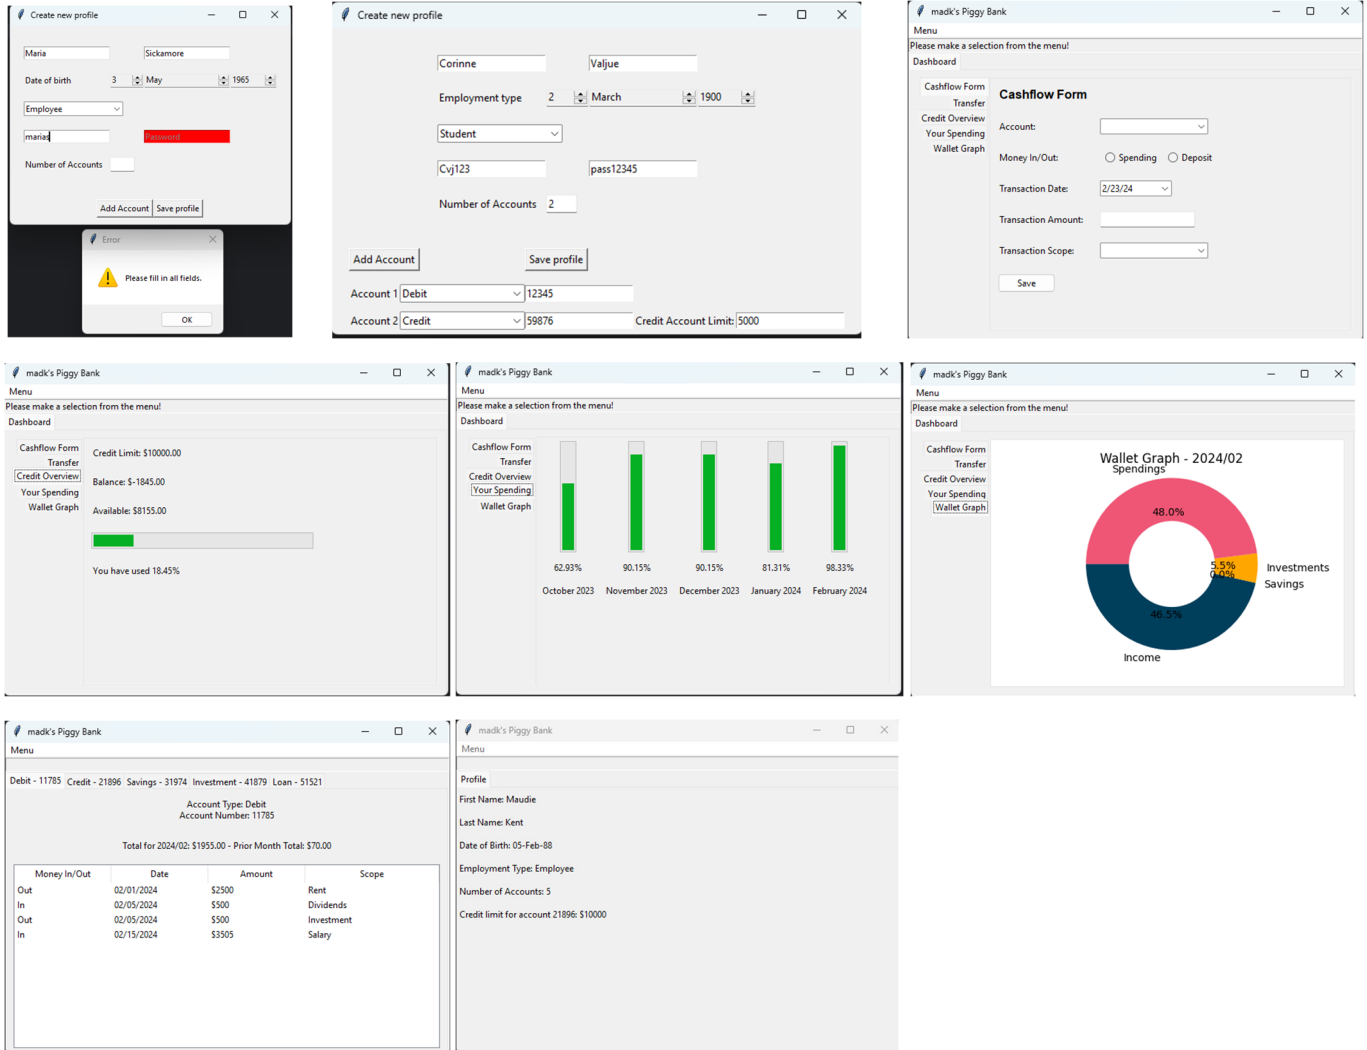 Create new profile
Maria Sickamore
Date of birth 3 May 1965
Employee
marias Password
Number of Accounts
Add Account Save profile
Error
Please fill in all fields.
OK
Create new profile
Corinne Valjue
Employment type 2 March 1900
Student
Cvj123 pass12345
Number of Accounts 2
Add Account Save profile
Account 1 Debit 12345
Account 2 Credit 59876 Credit Account Limit: 5000
madk's Piggy Bank
Menu
Please make a selection from the menu!
Dashboard
Cashflow Form
Transfer
Credit Overview
Your Spending
Wallet Graph
Cashflow Form
Account:
Money In/Out: Spending Deposit
Transaction Date: 2/23/24
Transaction Amount:
Transaction Scope:
Save
madk's Piggy Bank
Menu
Please make a selection from the menu!
Dashboard
Cashflow Form
Transfer
Credit Overview
Your Spending
Wallet Graph
Credit Limit: $10000.00
Balance: $-1845.00
Available: $8155.00
You have used 18.45%
madk's Piggy Bank
Menu
Please make a selection from the menu!
Dashboard
Cashflow Form
Transfer
Credit Overview
Your Spending
Wallet Graph
62.93% 90.15% 90.15% 81.31% 98.33%
October 2023 November 2023 December 2023 January 2024 February 2024
madk's Piggy Bank
Menu
Please make a selection from the menu!
Dashboard
Cashflow Form
Transfer
Credit Overview
Your Spending
Wallet Graph
Wallet Graph - 2024/02
Spendings
48.0%
5.5% Investments
0.0%
Savings
46.5%
Income
madk's Piggy Bank
Menu
Debit - 11785 Credit - 21896 Savings - 31974 Investment - 41879 Loan - 51521
Account Type: Debit
Account Number: 11785
Total for 2024/02: $1955.00 - Prior Month Total: $70.00
Money In/Out Date Amount Scope
Out 02/01/2024 $2500 Rent
In 02/05/2024 $500 Dividends
Out 02/05/2024 $500 Investment
In 02/15/2024 $3505 Salary
madk's Piggy Bank
Menu
Profile
First Name: Maudie
Last Name: Kent
Date of Birth: 05-Feb-88
Employment Type: Employee
Number of Accounts: 5
Credit limit for account 21896: $10000